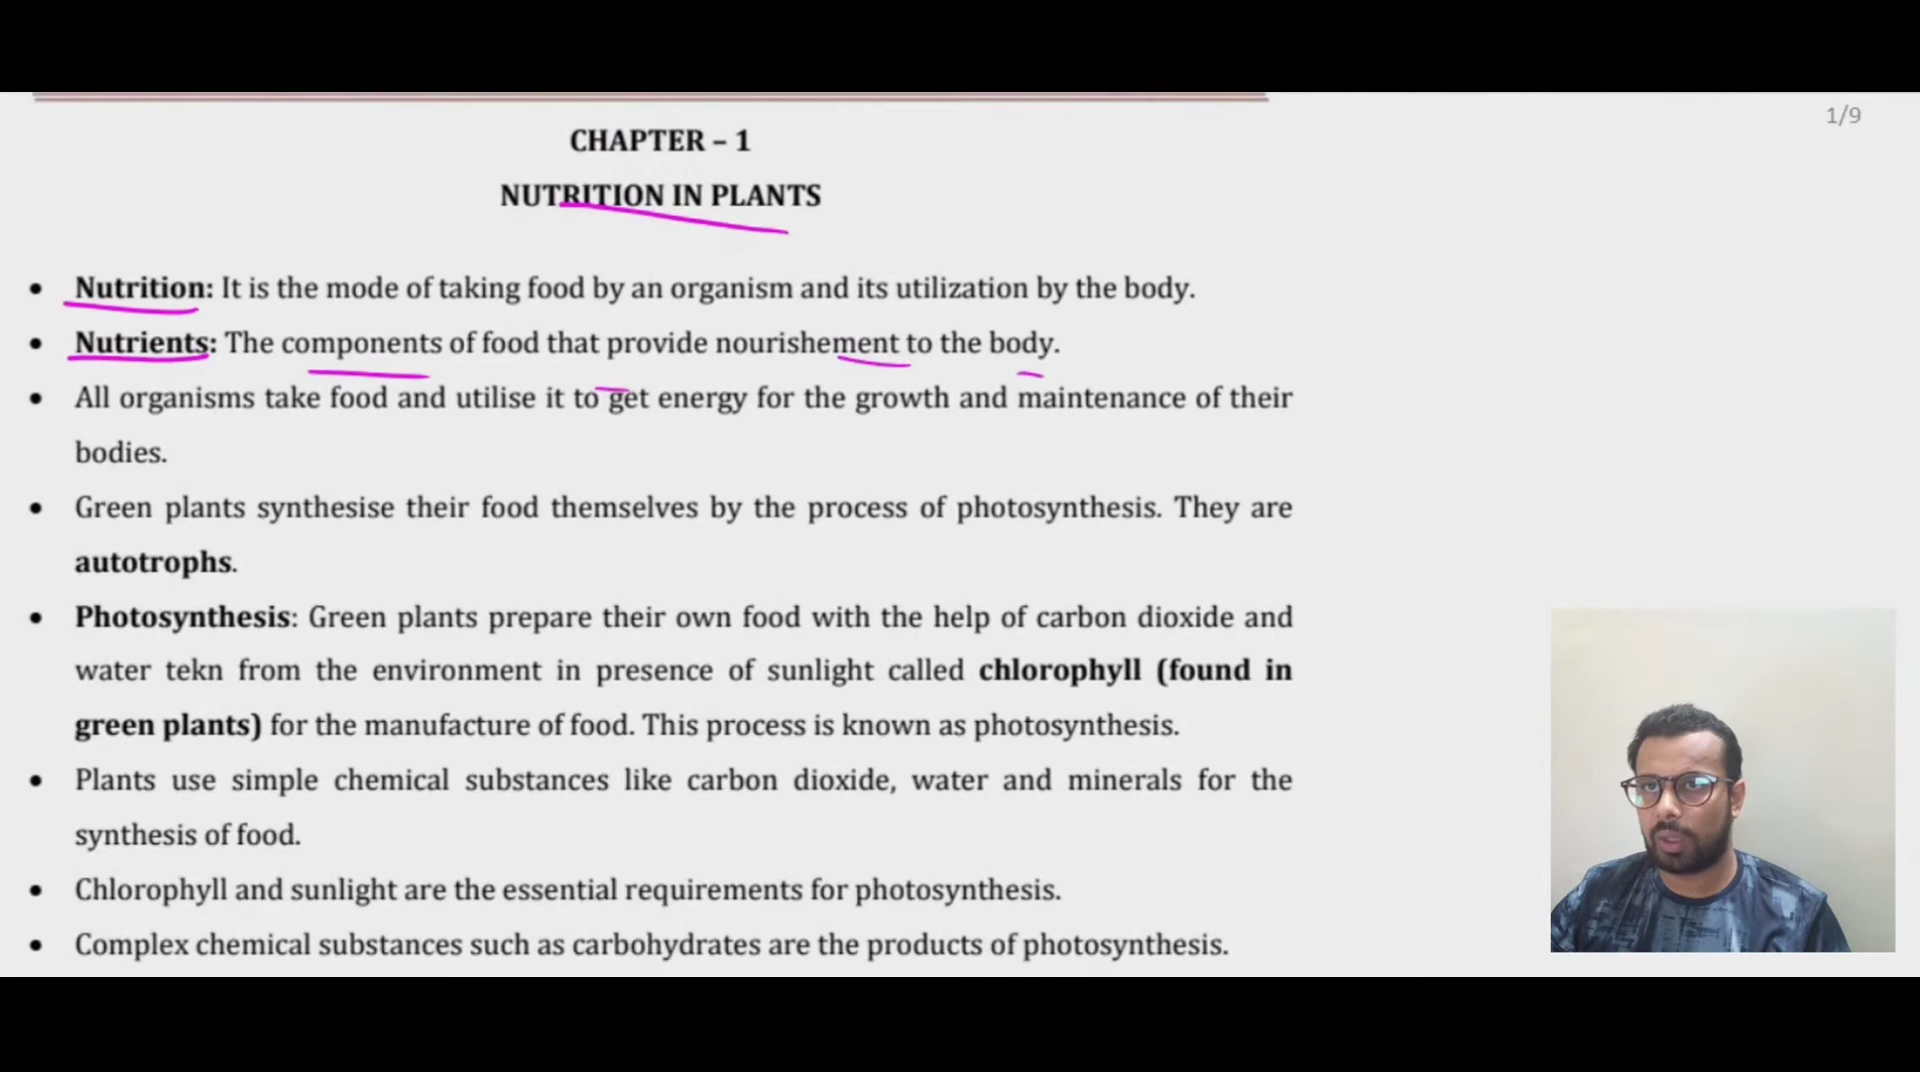 1/9
CHAPTER – 1
NUTRITION IN PLANTS
• Nutrition: It is the mode of taking food by an organism and its utilization by the body.
• Nutrients: The components of food that provide nourishement to the body.
• All organisms take food and utilise it to get energy for the growth and maintenance of their
bodies.
• Green plants synthesise their food themselves by the process of photosynthesis. They are
autotrophs.
• Photosynthesis: Green plants prepare their own food with the help of carbon dioxide and
water tekn from the environment in presence of sunlight called chlorophyll (found in
green plants) for the manufacture of food. This process is known as photosynthesis.
• Plants use simple chemical substances like carbon dioxide, water and minerals for the
synthesis of food.
• Chlorophyll and sunlight are the essential requirements for photosynthesis.
• Complex chemical substances such as carbohydrates are the products of photosynthesis.